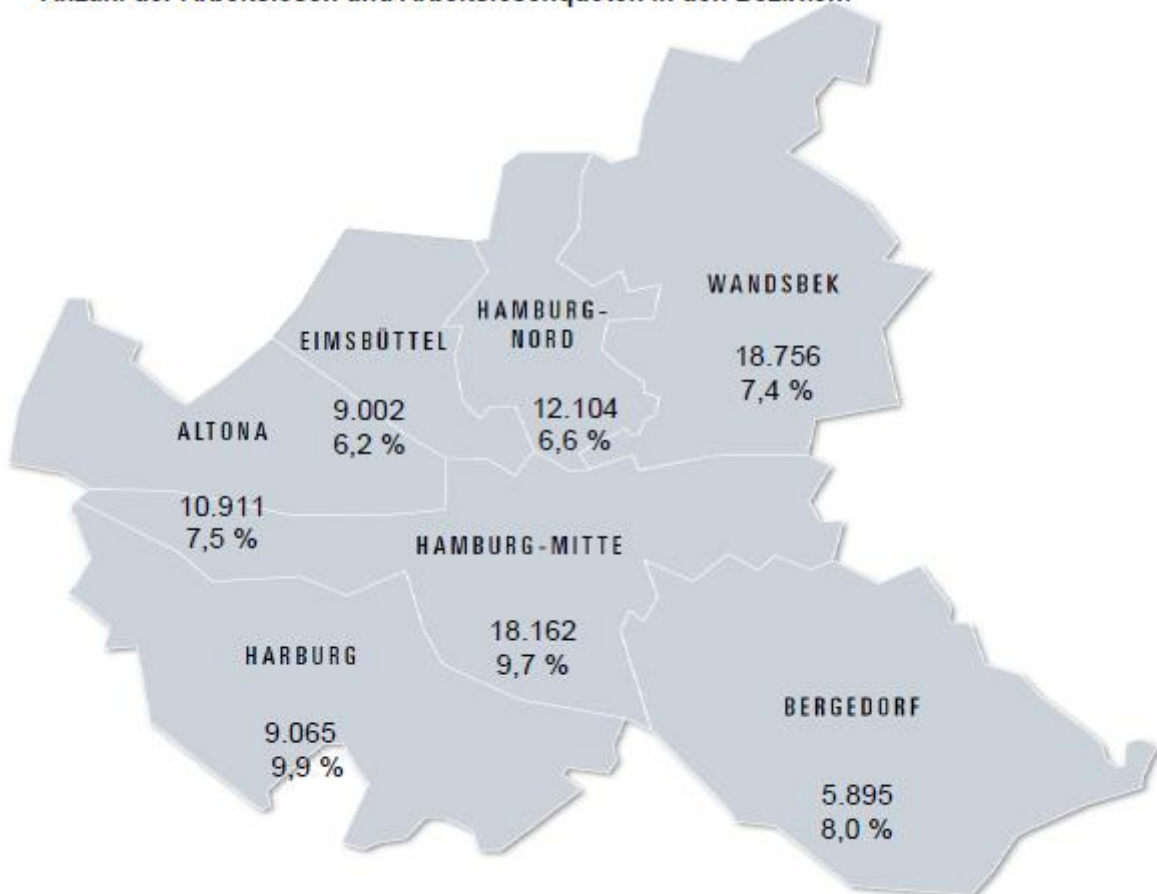 WANDSBEK
18.756
7,4 %
HAMBURG-
NORD
12.104
6,6 %
EIMSBÜTTEL
9.002
6,2 %
ALTONA
10.911
7,5 %
HAMBURG-MITTE
18.162
9,7 %
HARBURG
9.065
9,9 %
BERGEDORF
5.895
8,0 %